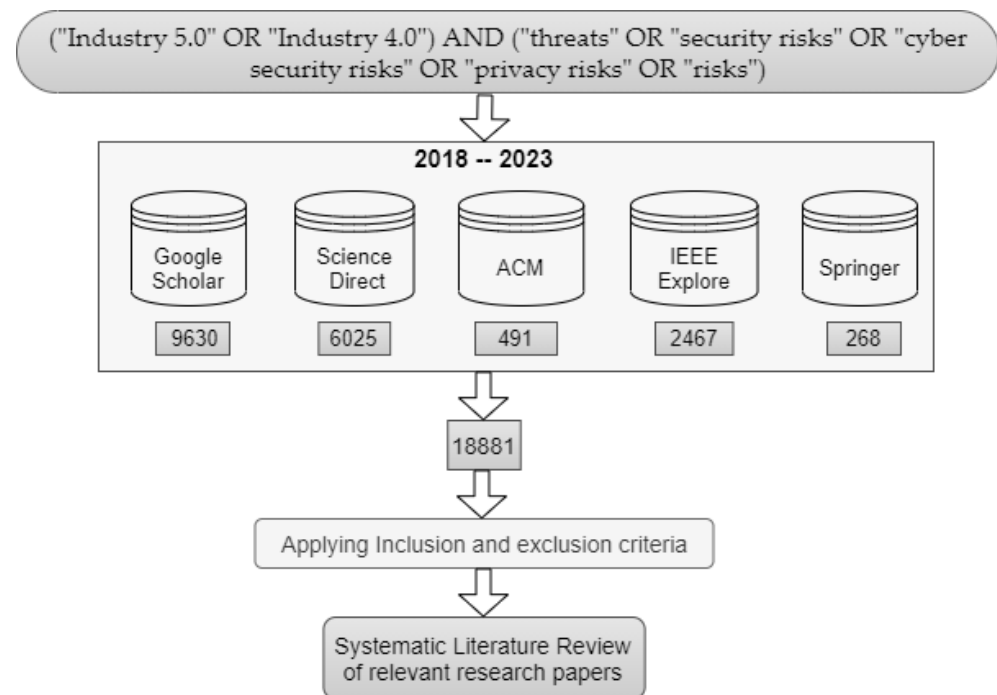 ("Industry 5.0" OR "Industry 4.0") AND ("threats" OR "security risks" OR "cyber
security risks" OR "privacy risks" OR "risks")
2018 -- 2023
Google
Scholar
Science
Direct
ACM
IEEE
Explore
Springer
9630
6025
491
2467
268
18881
Applying Inclusion and exclusion criteria
Systematic Literature Review
of relevant research papers